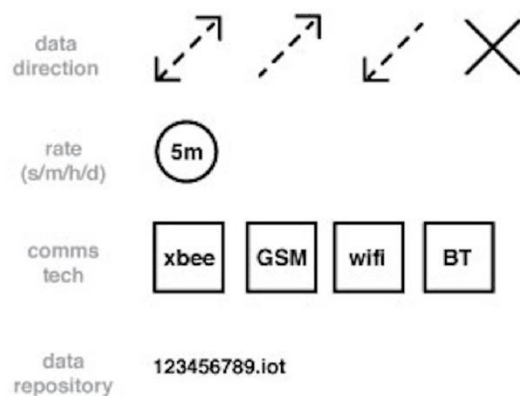 data
direction
rate
(s/m/h/d)
5m
comms
tech
xbee GSM wifi BT
data
repository
123456789.iot